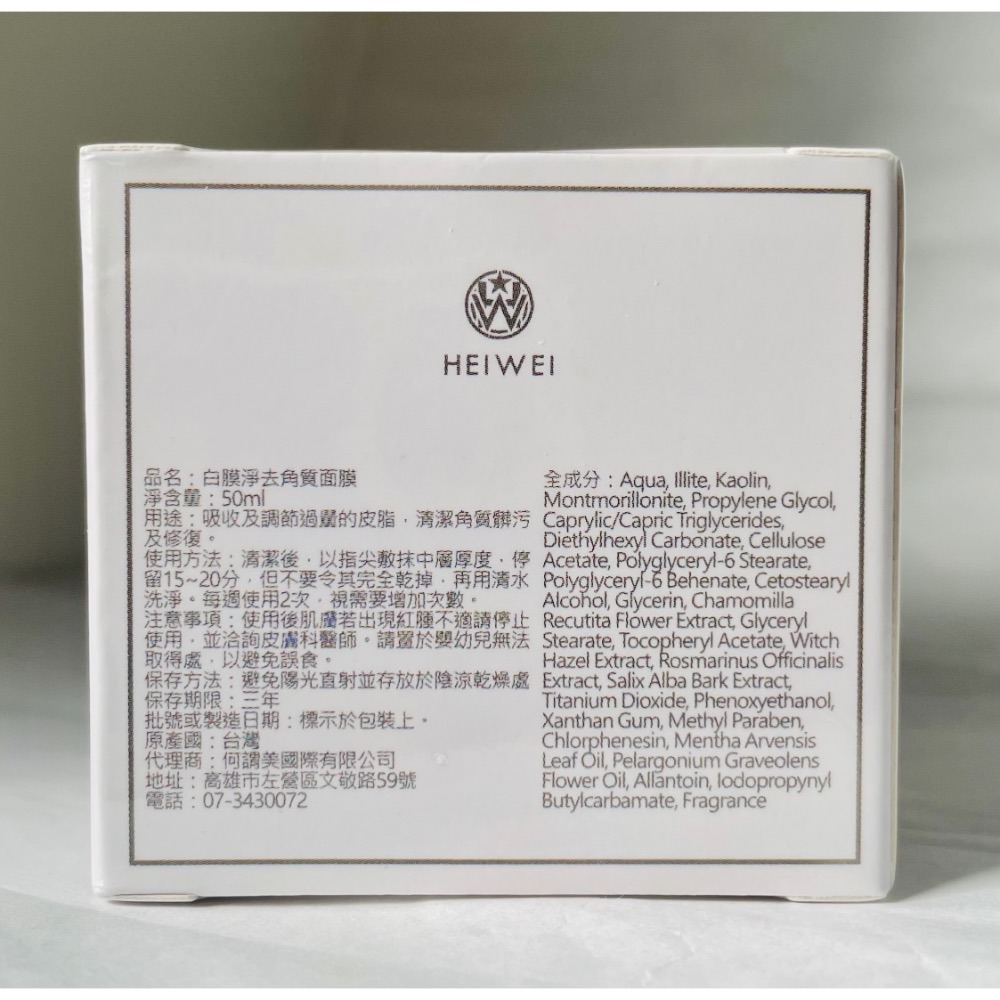 HEIWEI
品名：白膜淨去角質面膜
淨含量：50ml
用途：吸收及調節過量的皮脂，清潔角質髒污
及修復。
使用方法：清潔後，以指尖敷抹中層厚度，停
留15~20分，但不要令其完全乾掉，再用清水
洗淨。每週使用2次，視需要增加次數。
注意事項：使用後肌膚若出現紅腫不適請停止
使用，並洽詢皮膚科醫師。請置於嬰幼兒無法
取得處，以避免誤食。
保存方法：避免陽光直射並存放於陰涼乾燥處
保存期限：三年
批號或製造日期：標示於包裝上。
原產國：台灣
代理商：何謂美國際有限公司
地址：高雄市左營區文敬路59號
電話：07-3430072
全成分：Aqua, Illite, Kaolin,
Montmorillonite, Propylene Glycol,
Caprylic/Capric Triglycerides,
Diethylhexyl Carbonate, Cellulose
Acetate, Polyglyceryl-6 Stearate,
Polyglyceryl-6 Behenate, Cetostearyl
Alcohol, Glycerin, Chamomilla
Recutita Flower Extract, Glyceryl
Stearate, Tocopheryl Acetate, Witch
Hazel Extract, Rosmarinus Officinalis
Extract, Salix Alba Bark Extract,
Titanium Dioxide, Phenoxyethanol,
Xanthan Gum, Methyl Paraben,
Chlorphenesin, Mentha Arvensis
Leaf Oil, Pelargonium Graveolens
Flower Oil, Allantoin, Iodopropynyl
Butylcarbamate, Fragrance